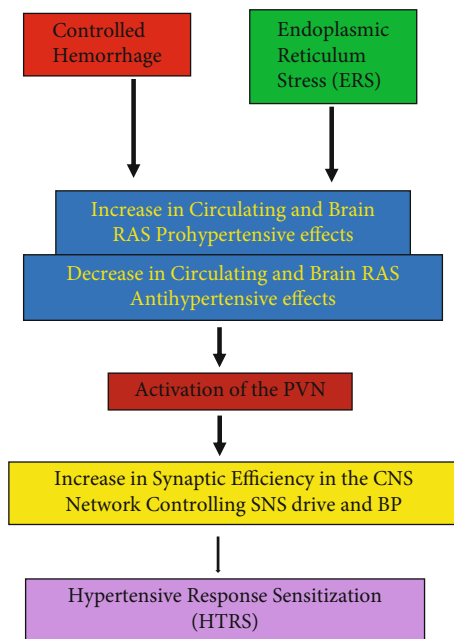 Controlled
Hemorrhage
Endoplasmic
Reticulum
Stress (ERS)
Increase in Circulating and Brain
RAS Prohypertensive effects
Decrease in Circulating and Brain RAS
Antihypertensive effects
Activation of the PVN
Increase in Synaptic Efficiency in the CNS
Network Controlling SNS drive and BP
Hypertensive Response Sensitization
(HTRS)